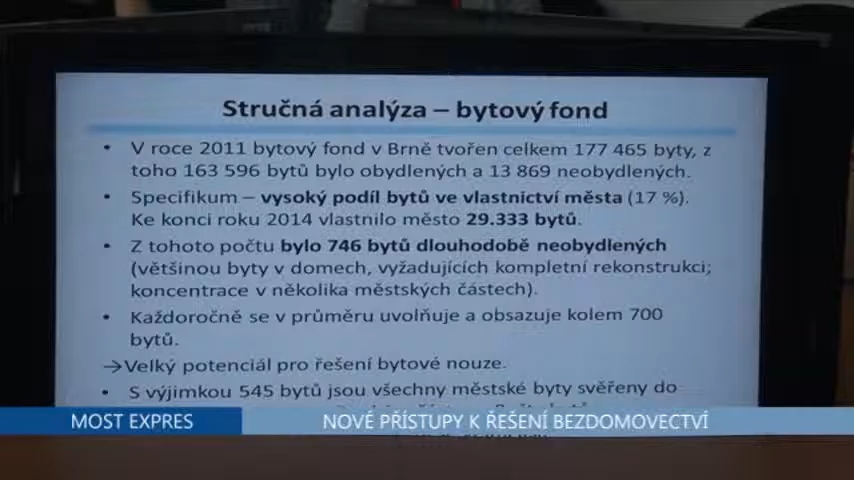 Stručná analýza – bytový fond
• V roce 2011 bytový fond v Brně tvořen celkem 177 465 byty, z
toho 163 596 bytů bylo obydlených a 13 869 neobydlených.
• Specifikum – vysoký podíl bytů ve vlastnictví města (17 %).
Ke konci roku 2014 vlastnilo město 29.333 bytů.
• Z tohoto počtu bylo 746 bytů dlouhodobě neobydlených
(většinou byty v domech, vyžadujících kompletní rekonstrukci;
koncentrace v několika městských částech).
• Každoročně se v průměru uvolňuje a obsazuje kolem 700
bytů.
→Velký potenciál pro řešení bytové nouze.
• S výjimkou 545 bytů jsou všechny městské byty svěřeny do
MOST EXPRES
NOVÉ PŘÍSTUPY K ŘEŠENÍ BEZDOMOVECTVÍ